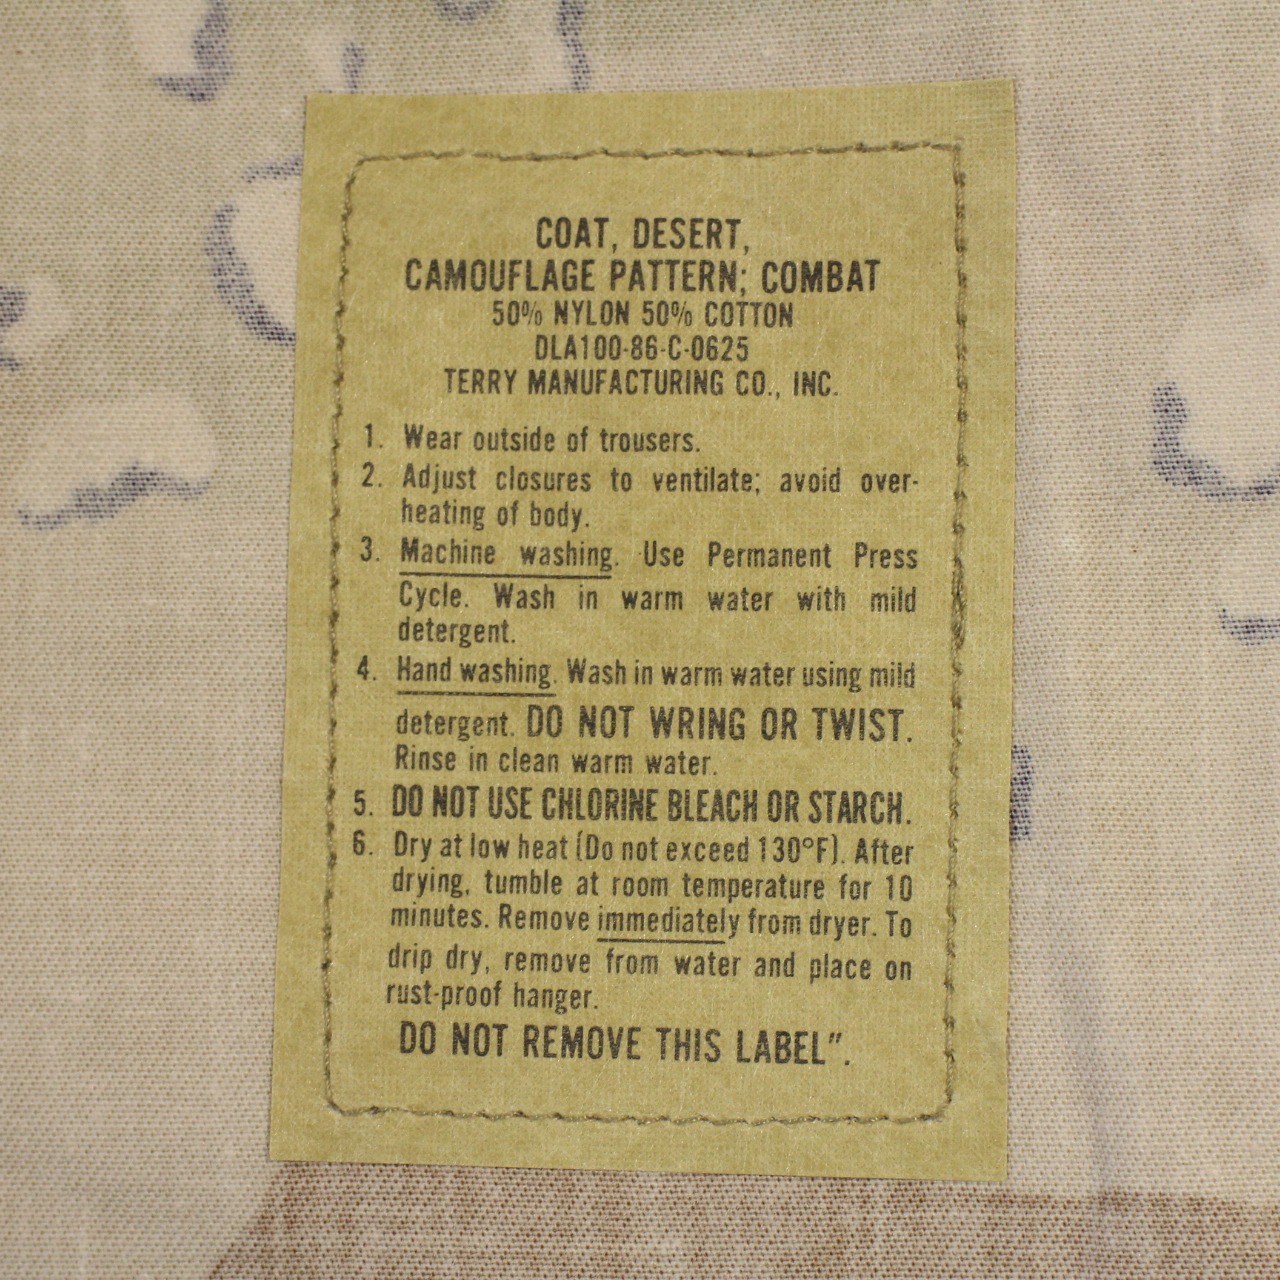 COAT, DESERT,
CAMOUFLAGE PATTERN; COMBAT
50% NYLON 50% COTTON
DLA100-86-C-0625
TERRY MANUFACTURING CO., INC.
1. Wear outside of trousers.
2. Adjust closures to ventilate; avoid over-
heating of body.
3. Machine washing. Use Permanent Press
Cycle. Wash in warm water with mild
detergent.
4. Hand washing. Wash in warm water using mild
detergent. DO NOT WRING OR TWIST.
Rinse in clean warm water.
5. DO NOT USE CHLORINE BLEACH OR STARCH.
6. Dry at low heat (Do not exceed 130°F). After
drying, tumble at room temperature for 10
minutes. Remove immediately from dryer. To
drip dry, remove from water and place on
rust-proof hanger.
DO NOT REMOVE THIS LABEL”.